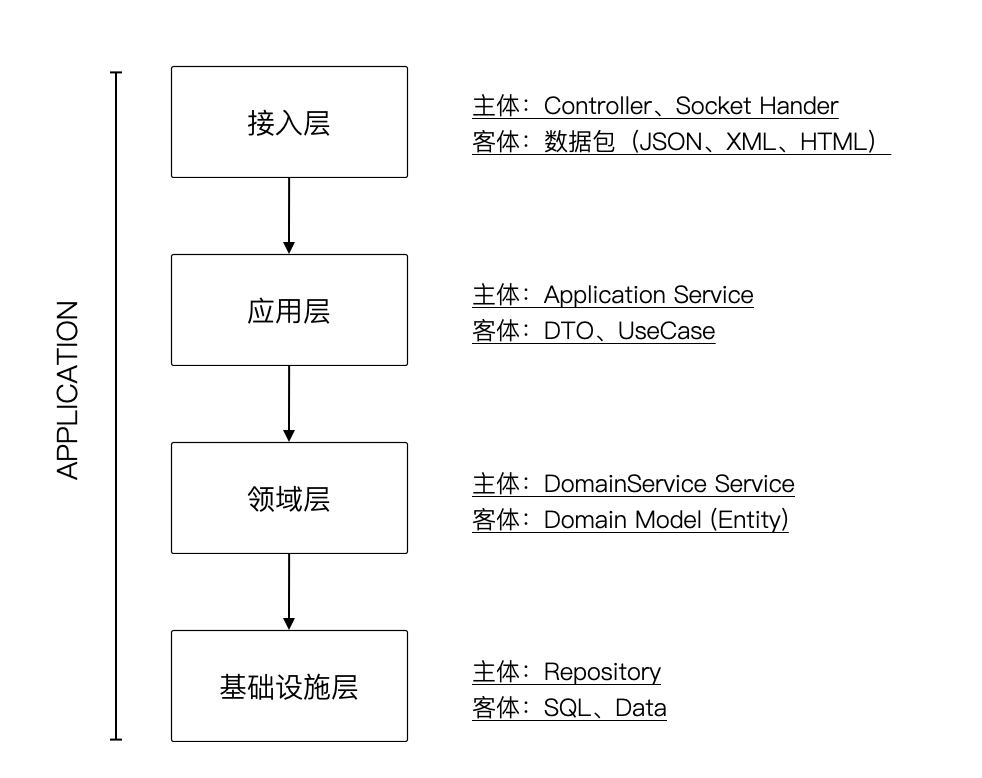 APPLICATION
接入层
主体：Controller、Socket Hander
客体：数据包（JSON、XML、HTML）
应用层
主体：Application Service
客体：DTO、UseCase
领域层
主体：DomainService Service
客体：Domain Model (Entity)
基础设施层
主体：Repository
客体：SQL、Data